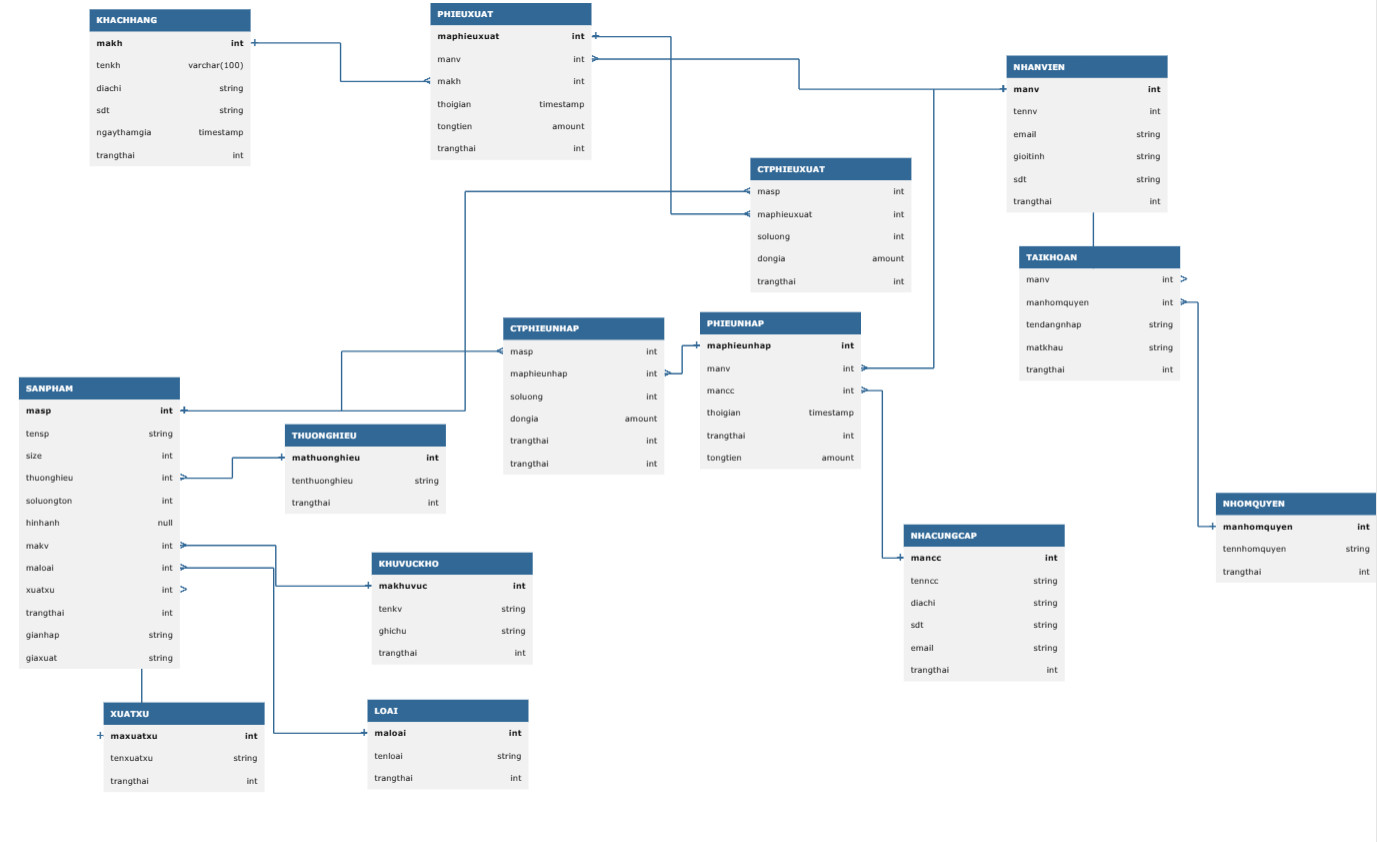 KHACHHANG
makh int
tenkh varchar(100)
diachi string
sdt string
ngaythamgia timestamp
trangthai int
PHIEUXUAT
maphieuxuat int
manv int
makh int
thoigian timestamp
tongtien amount
trangthai int
NHANVIEN
manv int
tennv int
email string
gioitinh string
sdt string
trangthai int
CTPHIEUXUAT
masp int
maphieuxuat int
soluong int
dongia amount
trangthai int
TAIKHOAN
manv int
manhomquyen int
tendangnhap string
matkhau string
trangthai int
CTPHIEUNHAP
masp int
maphieunhap int
soluong int
dongia amount
trangthai int
trangthai int
PHIEUNHAP
maphieunhap int
manv int
mancc int
thoigian timestamp
trangthai int
tongtien amount
SANPHAM
masp int
tensp string
size int
thuonghieu int
soluongton int
hinhanh null
makv int
maloai int
xuatxu int
trangthai int
gianhap string
giaxuat string
THUONGHIEU
mathuonghieu int
tenthuonghieu string
trangthai int
NHOMQUYEN
manhomquyen int
tennhomquyen string
trangthai int
NHACUNGCAP
mancc int
tenncc string
diachi string
sdt string
email string
trangthai int
KHUVUCKHO
makhuvuc int
tenkv string
ghichu string
trangthai int
XUATXU
maxuatxu int
tenxuatxu string
trangthai int
LOAI
maloai int
tenloai string
trangthai int